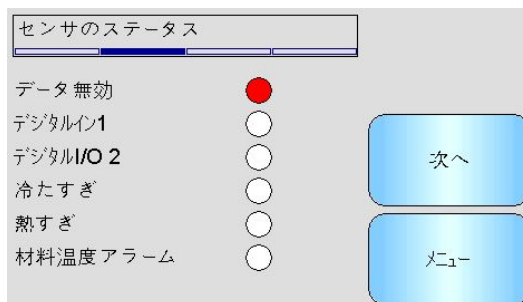 センサのステータス
データ無効
デジタルイン1
デジタルI/O 2
冷たすぎ
熱すぎ
材料温度アラーム
次へ
メニュー